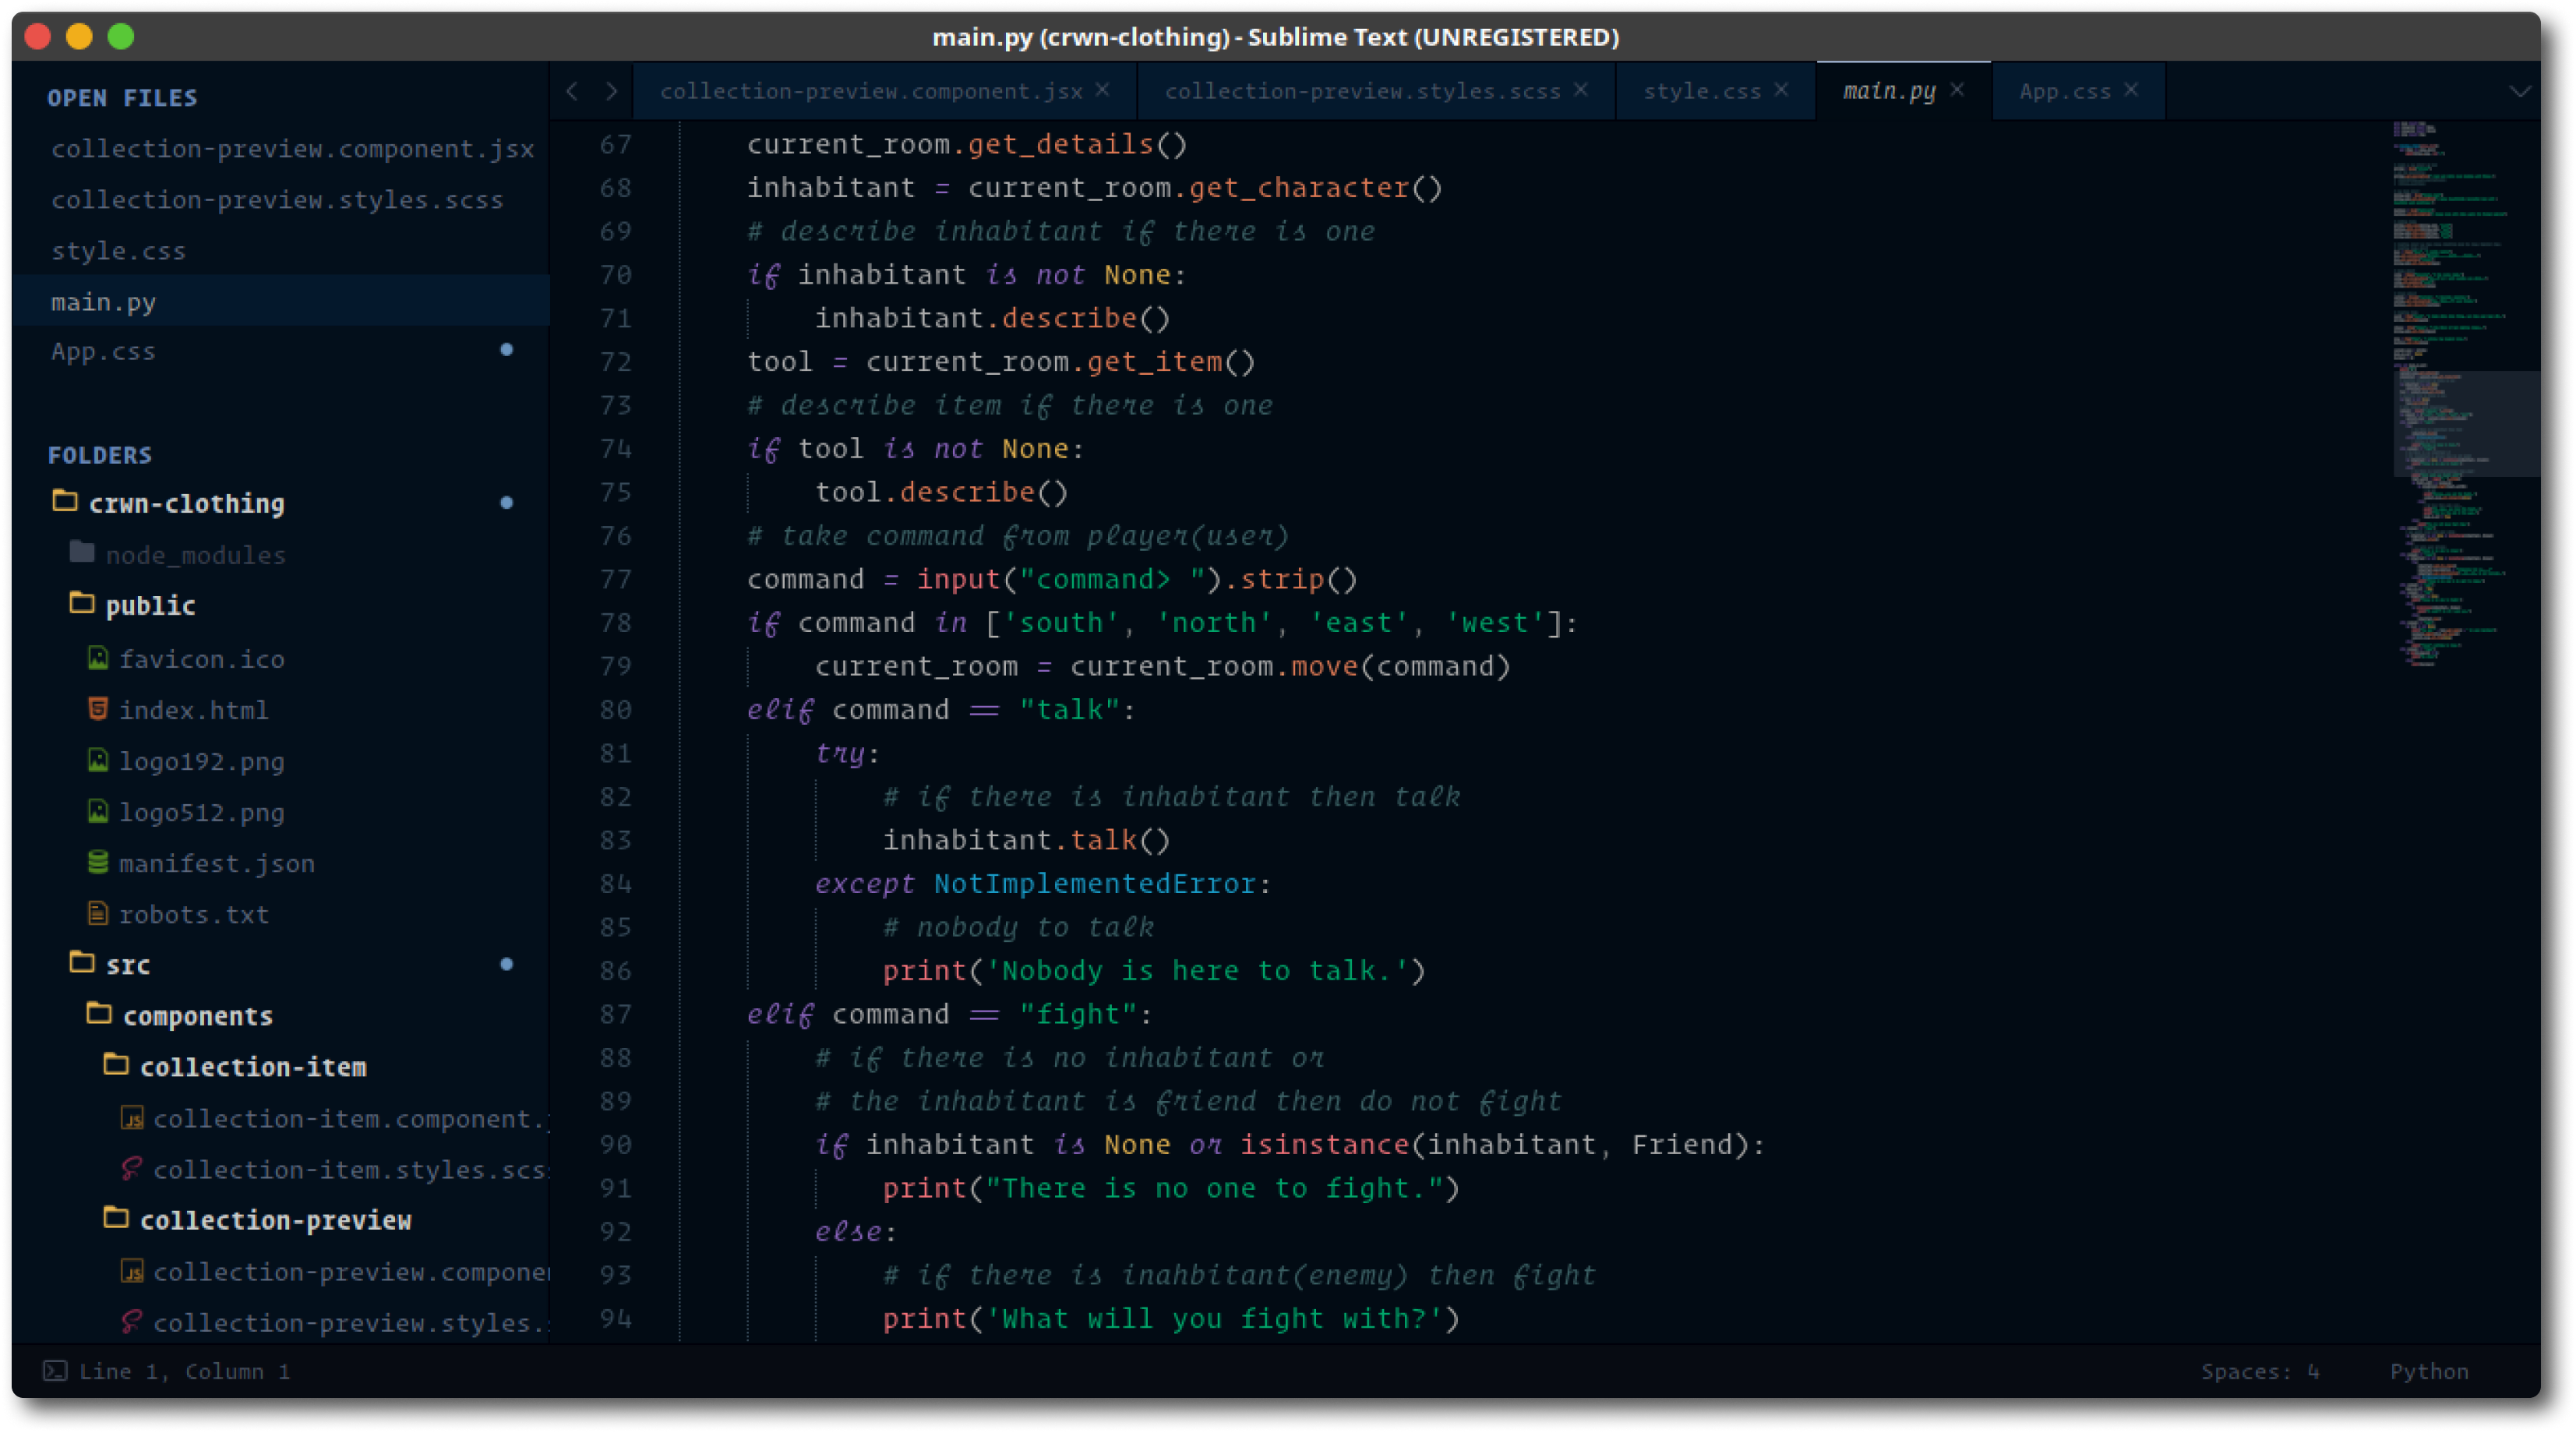 main.py (crwn-clothing) - Sublime Text (UNREGISTERED)
OPEN FILES
collection-preview.component.jsx
collection-preview.styles.scss
style.css
main.py
App.css
FOLDERS
crwn-clothing
node_modules
public
favicon.ico
index.html
logo192.png
logo512.png
manifest.json
robots.txt
src
components
collection-item
collection-item.component.j
collection-item.styles.scs
collection-preview
collection-preview.compone
collection-preview.styles.
collection-preview.component.jsx collection-preview.styles.scss style.css main.py App.css
67 current_room.get_details()
68 inhabitant = current_room.get_character()
69 # describe inhabitant if there is one
70 if inhabitant is not None:
71 inhabitant.describe()
72 tool = current_room.get_item()
73 # describe item if there is one
74 if tool is not None:
75 tool.describe()
76 # take command from player(user)
77 command = input("command> ").strip()
78 if command in ['south', 'north', 'east', 'west']:
79 current_room = current_room.move(command)
80 elif command == "talk":
81 try:
82 # if there is inhabitant then talk
83 inhabitant.talk()
84 except NotImplementedError:
85 # nobody to talk
86 print('Nobody is here to talk.')
87 elif command == "fight":
88 # if there is no inhabitant or
89 # the inhabitant is friend then do not fight
90 if inhabitant is None or isinstance(inhabitant, Friend):
91 print("There is no one to fight.")
92 else:
93 # if there is inahbitant(enemy) then fight
94 print('What will you fight with?')
Line 1, Column 1
Spaces: 4 Python